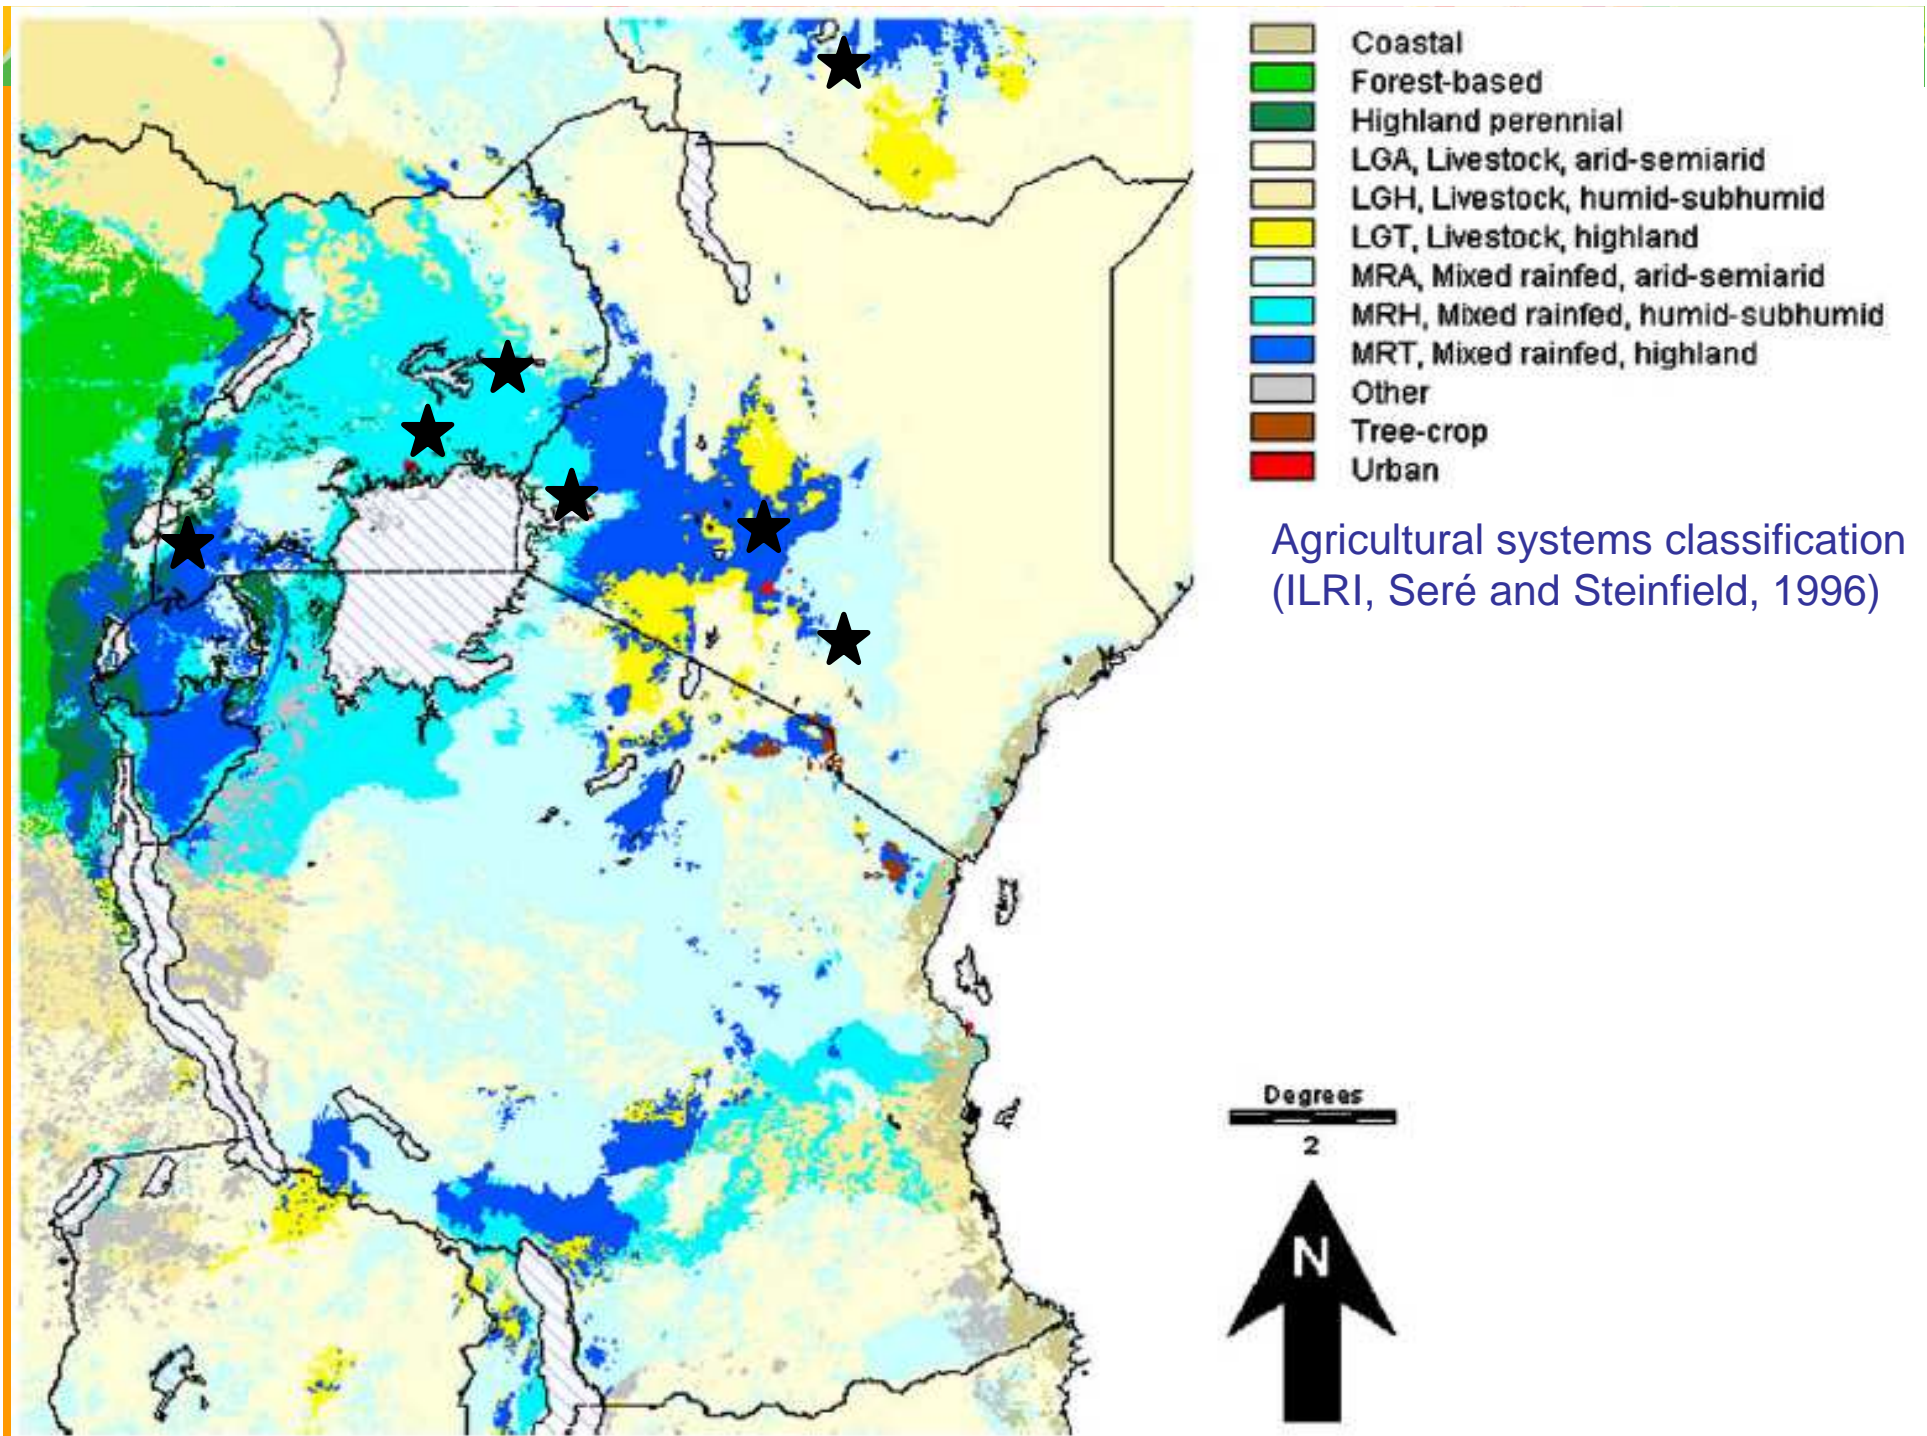 Coastal
Forest-based
Highland perennial
LGA, Livestock, arid-semiarid
LGH, Livestock, humid-subhumid
LGT, Livestock, highland
MRA, Mixed rainfed, arid-semiarid
MRH, Mixed rainfed, humid-subhumid
MRT, Mixed rainfed, highland
Other
Tree-crop
Urban
Agricultural systems classification
(ILRI, Seré and Steinfield, 1996)
Degrees
2
N